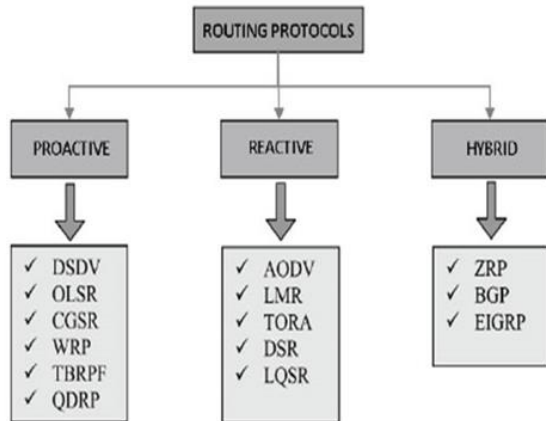 ROUTING PROTOCOLS
PROACTIVE
✓ DSDV
✓ OLSR
✓ CGSR
✓ WRP
✓ TBRPF
✓ QDRP
REACTIVE
✓ AODV
✓ LMR
✓ TORA
✓ DSR
✓ LQSR
HYBRID
✓ ZRP
✓ BGP
✓ EIGRP